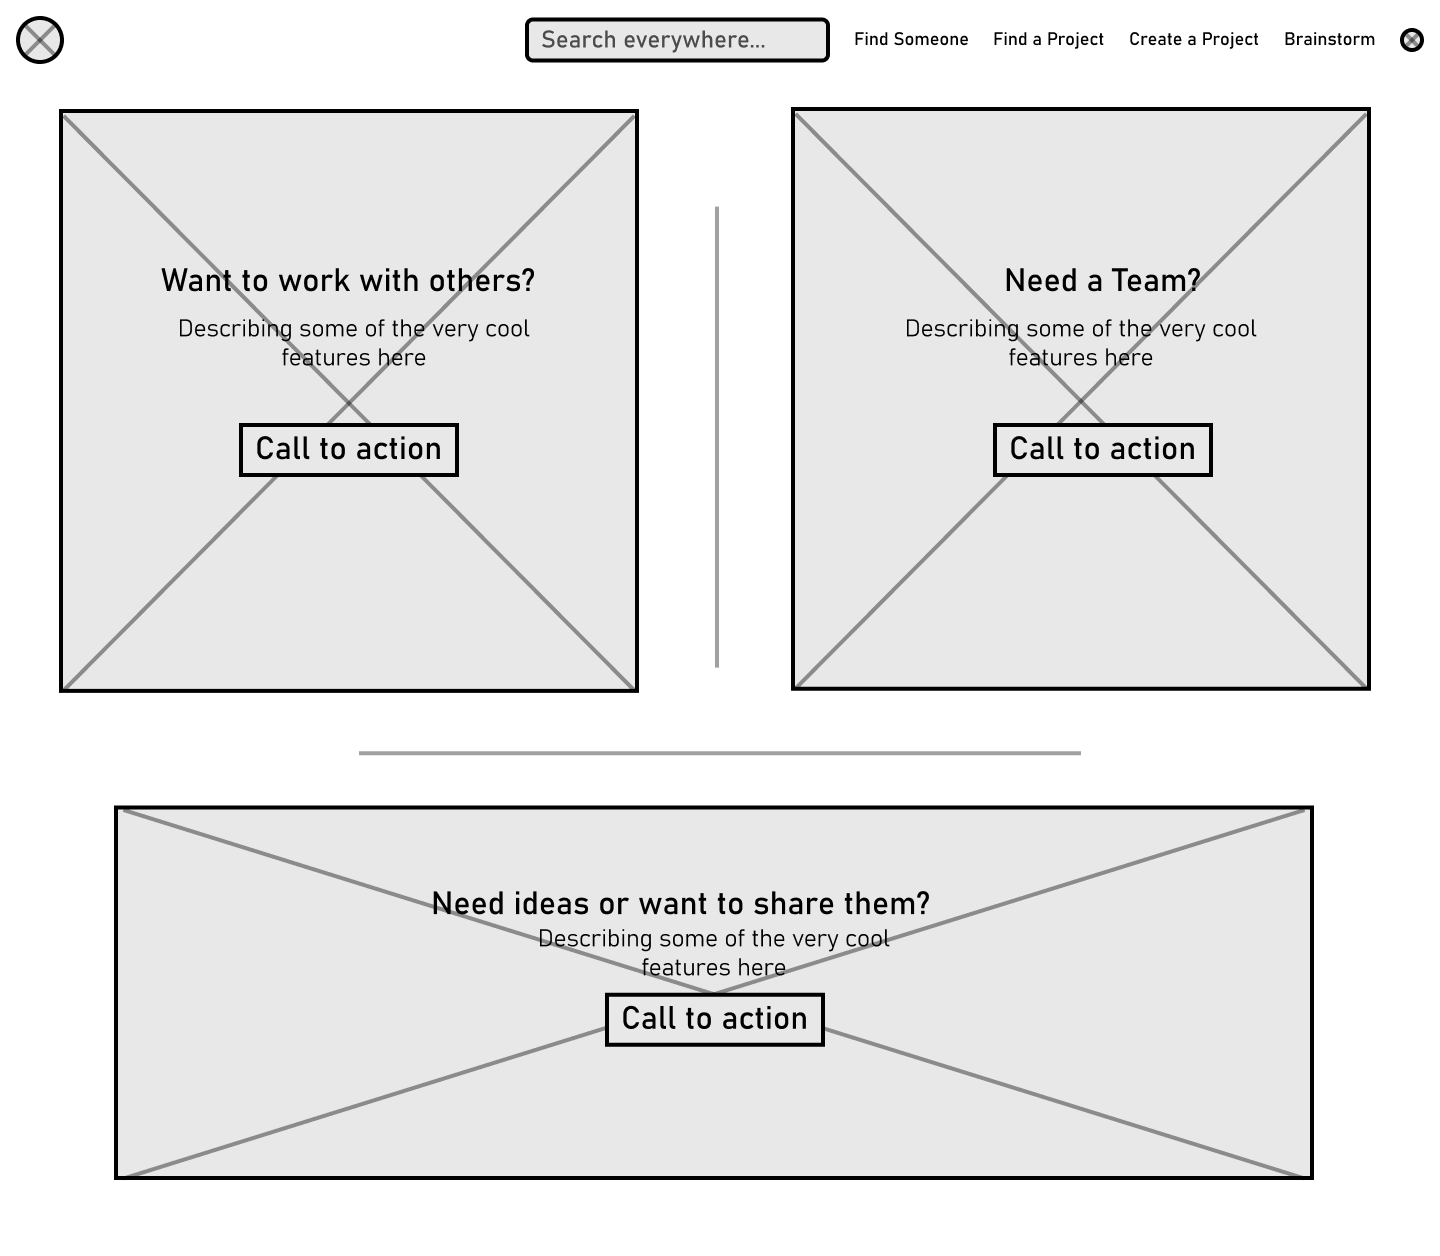 Search everywhere...
Find Someone
Find a Project
Create a Project
Brainstorm
Want to work with others?
Describing some of the very cool
features here
Call to action
Need a Team?
Describing some of the very cool
features here
Call to action
Need ideas or want to share them?
Describing some of the very cool
features here
Call to action